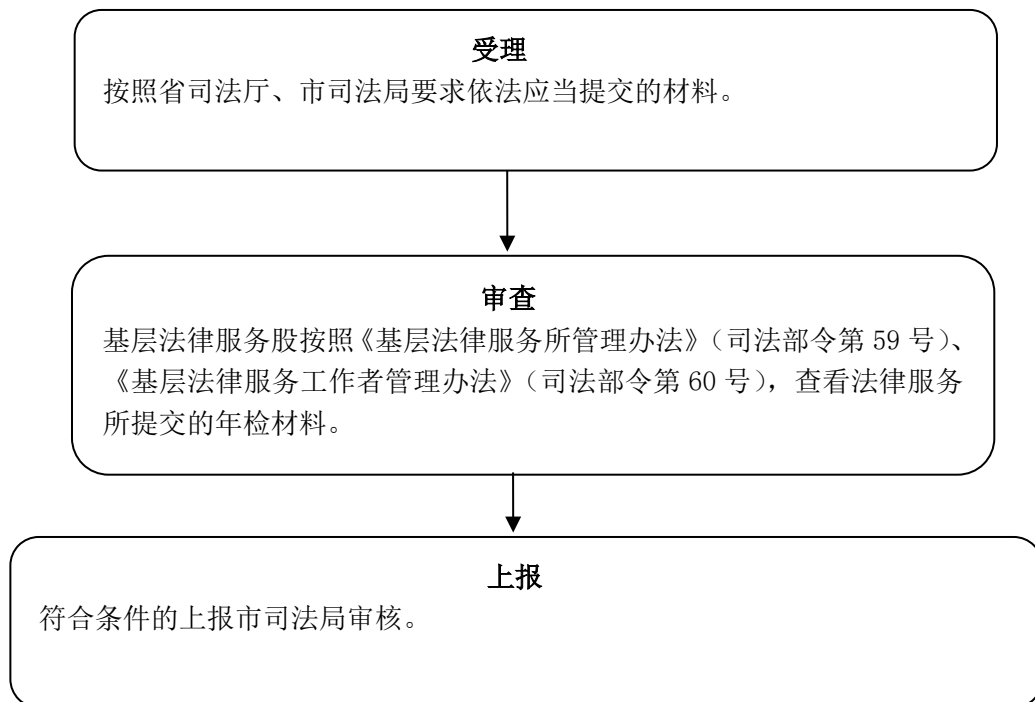 受理
按照省司法厅、市司法局要求依法应当提交的材料。
审查
基层法律服务股按照《基层法律服务所管理办法》（司法部令第 59 号）、
《基层法律服务工作者管理办法》（司法部令第 60 号），查看法律服务
所提交的年检材料。
上报
符合条件的上报市司法局审核。